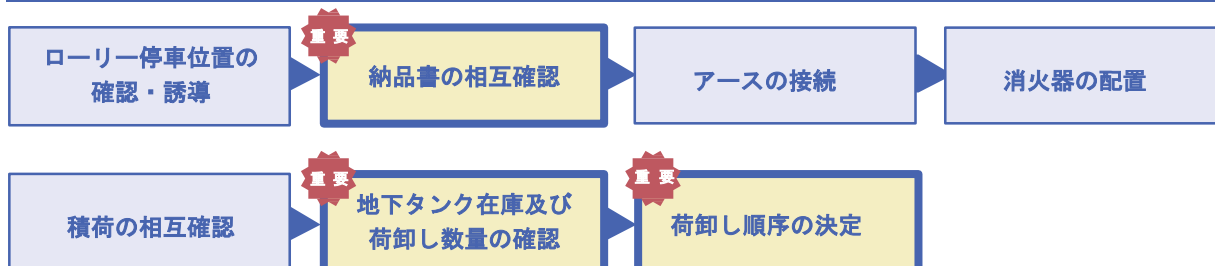 ローリー停車位置の
確認・誘導
重要
納品書の相互確認
アースの接続
消火器の配置
積荷の相互確認
重要
地下タンク在庫及び
荷卸し数量の確認
重要
荷卸し順序の決定